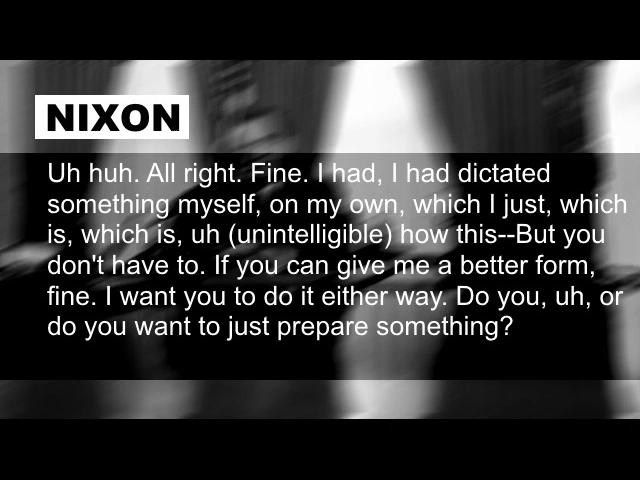 NIXON
Uh huh. All right. Fine. I had, I had dictated
something myself, on my own, which I just, which
is, which is, uh (unintelligible) how this--But you
don't have to. If you can give me a better form,
fine. I want you to do it either way. Do you, uh, or
do you want to just prepare something?